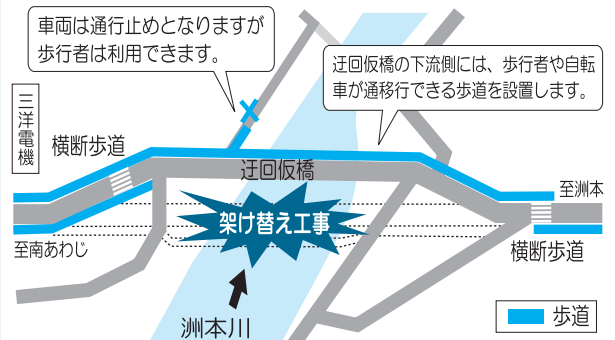 車両は通行止めとなりますが
歩行者は利用できます。
迂回仮橋の下流側には、歩行者や自転
車が通移行できる歩道を設置します。
三洋電機
横断歩道
迂回仮橋
至洲本
架け替え工事
至南あわじ
横断歩道
洲本川
歩道